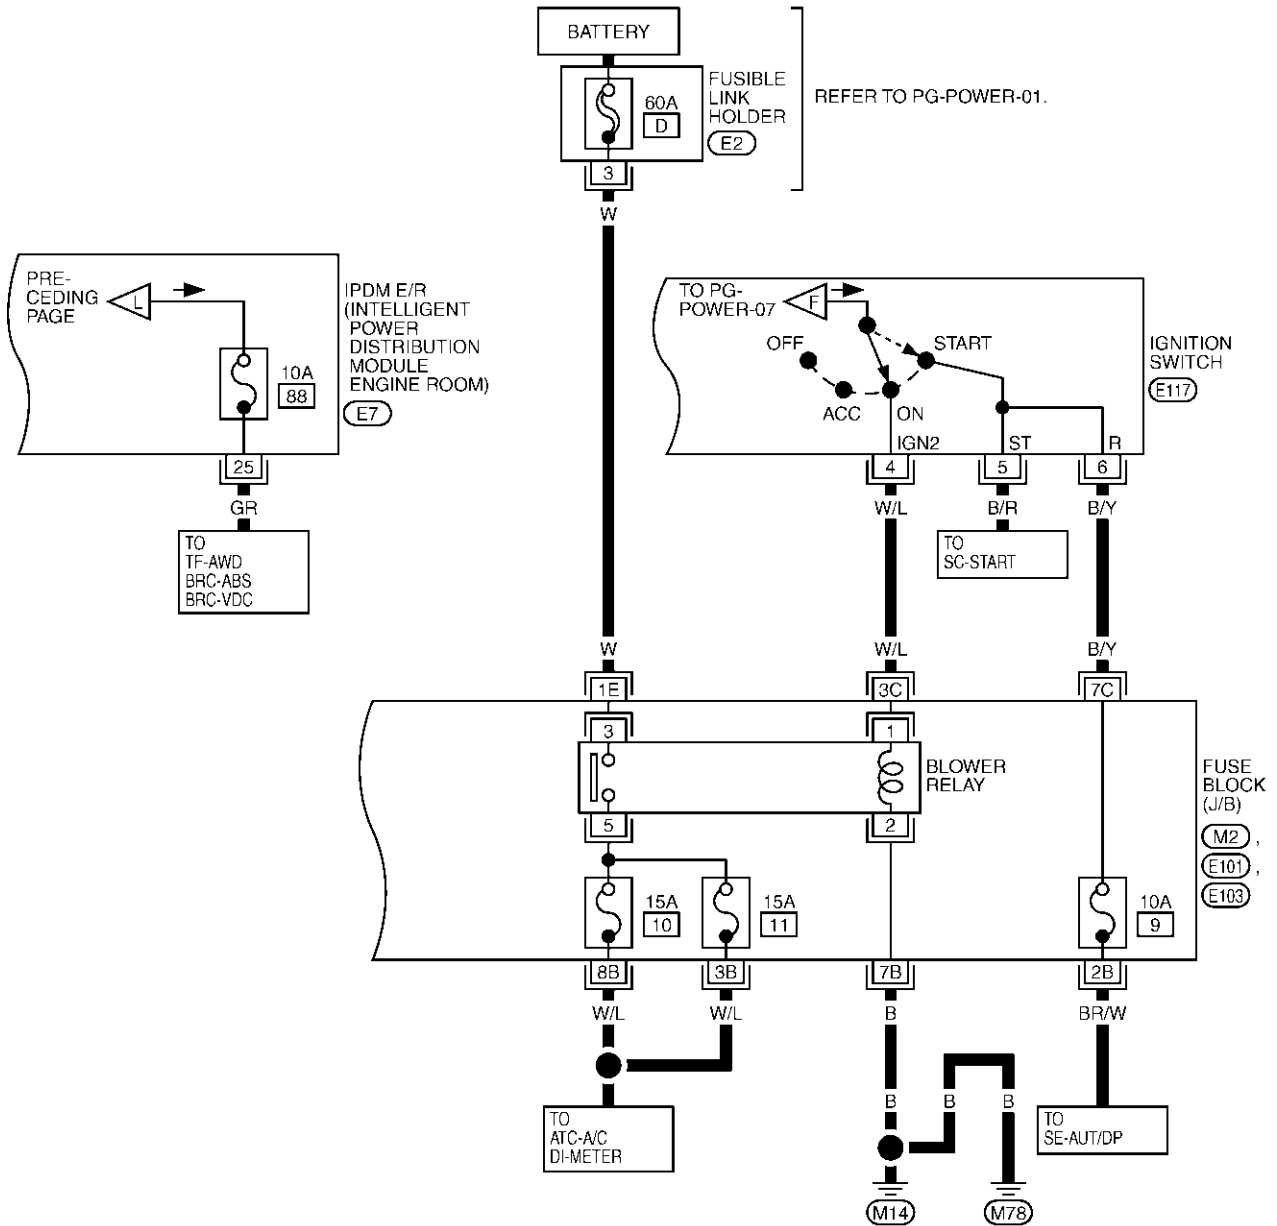 BATTERY
FUSIBLE
LINK
HOLDER
E2
60A
D
REFER TO PG-POWER-01.
3
W
PRE-
CEDING
PAGE
L
IPDM E/R
(INTELLIGENT
POWER
DISTRIBUTION
MODULE
ENGINE ROOM)
E7
10A
88
25
GR
TO
TF-AWD
BRC-ABS
BRC-VDC
TO PG-
POWER-07
F
OFF
START
ACC
ON
IGNITION
SWITCH
E117
IGN2
ST
R
4
5
6
W/L
B/R
B/Y
TO
SC-START
W
W/L
B/Y
1E
3C
7C
3
1
BLOWER
RELAY
5
2
FUSE
BLOCK
(J/B)
M2 ,
E101 ,
E103
15A
10
15A
11
10A
9
8B
3B
7B
2B
W/L
W/L
B
BR/W
B
B
B
TO
ATC-A/C
DI-METER
TO
SE-AUT/DP
M14
M78